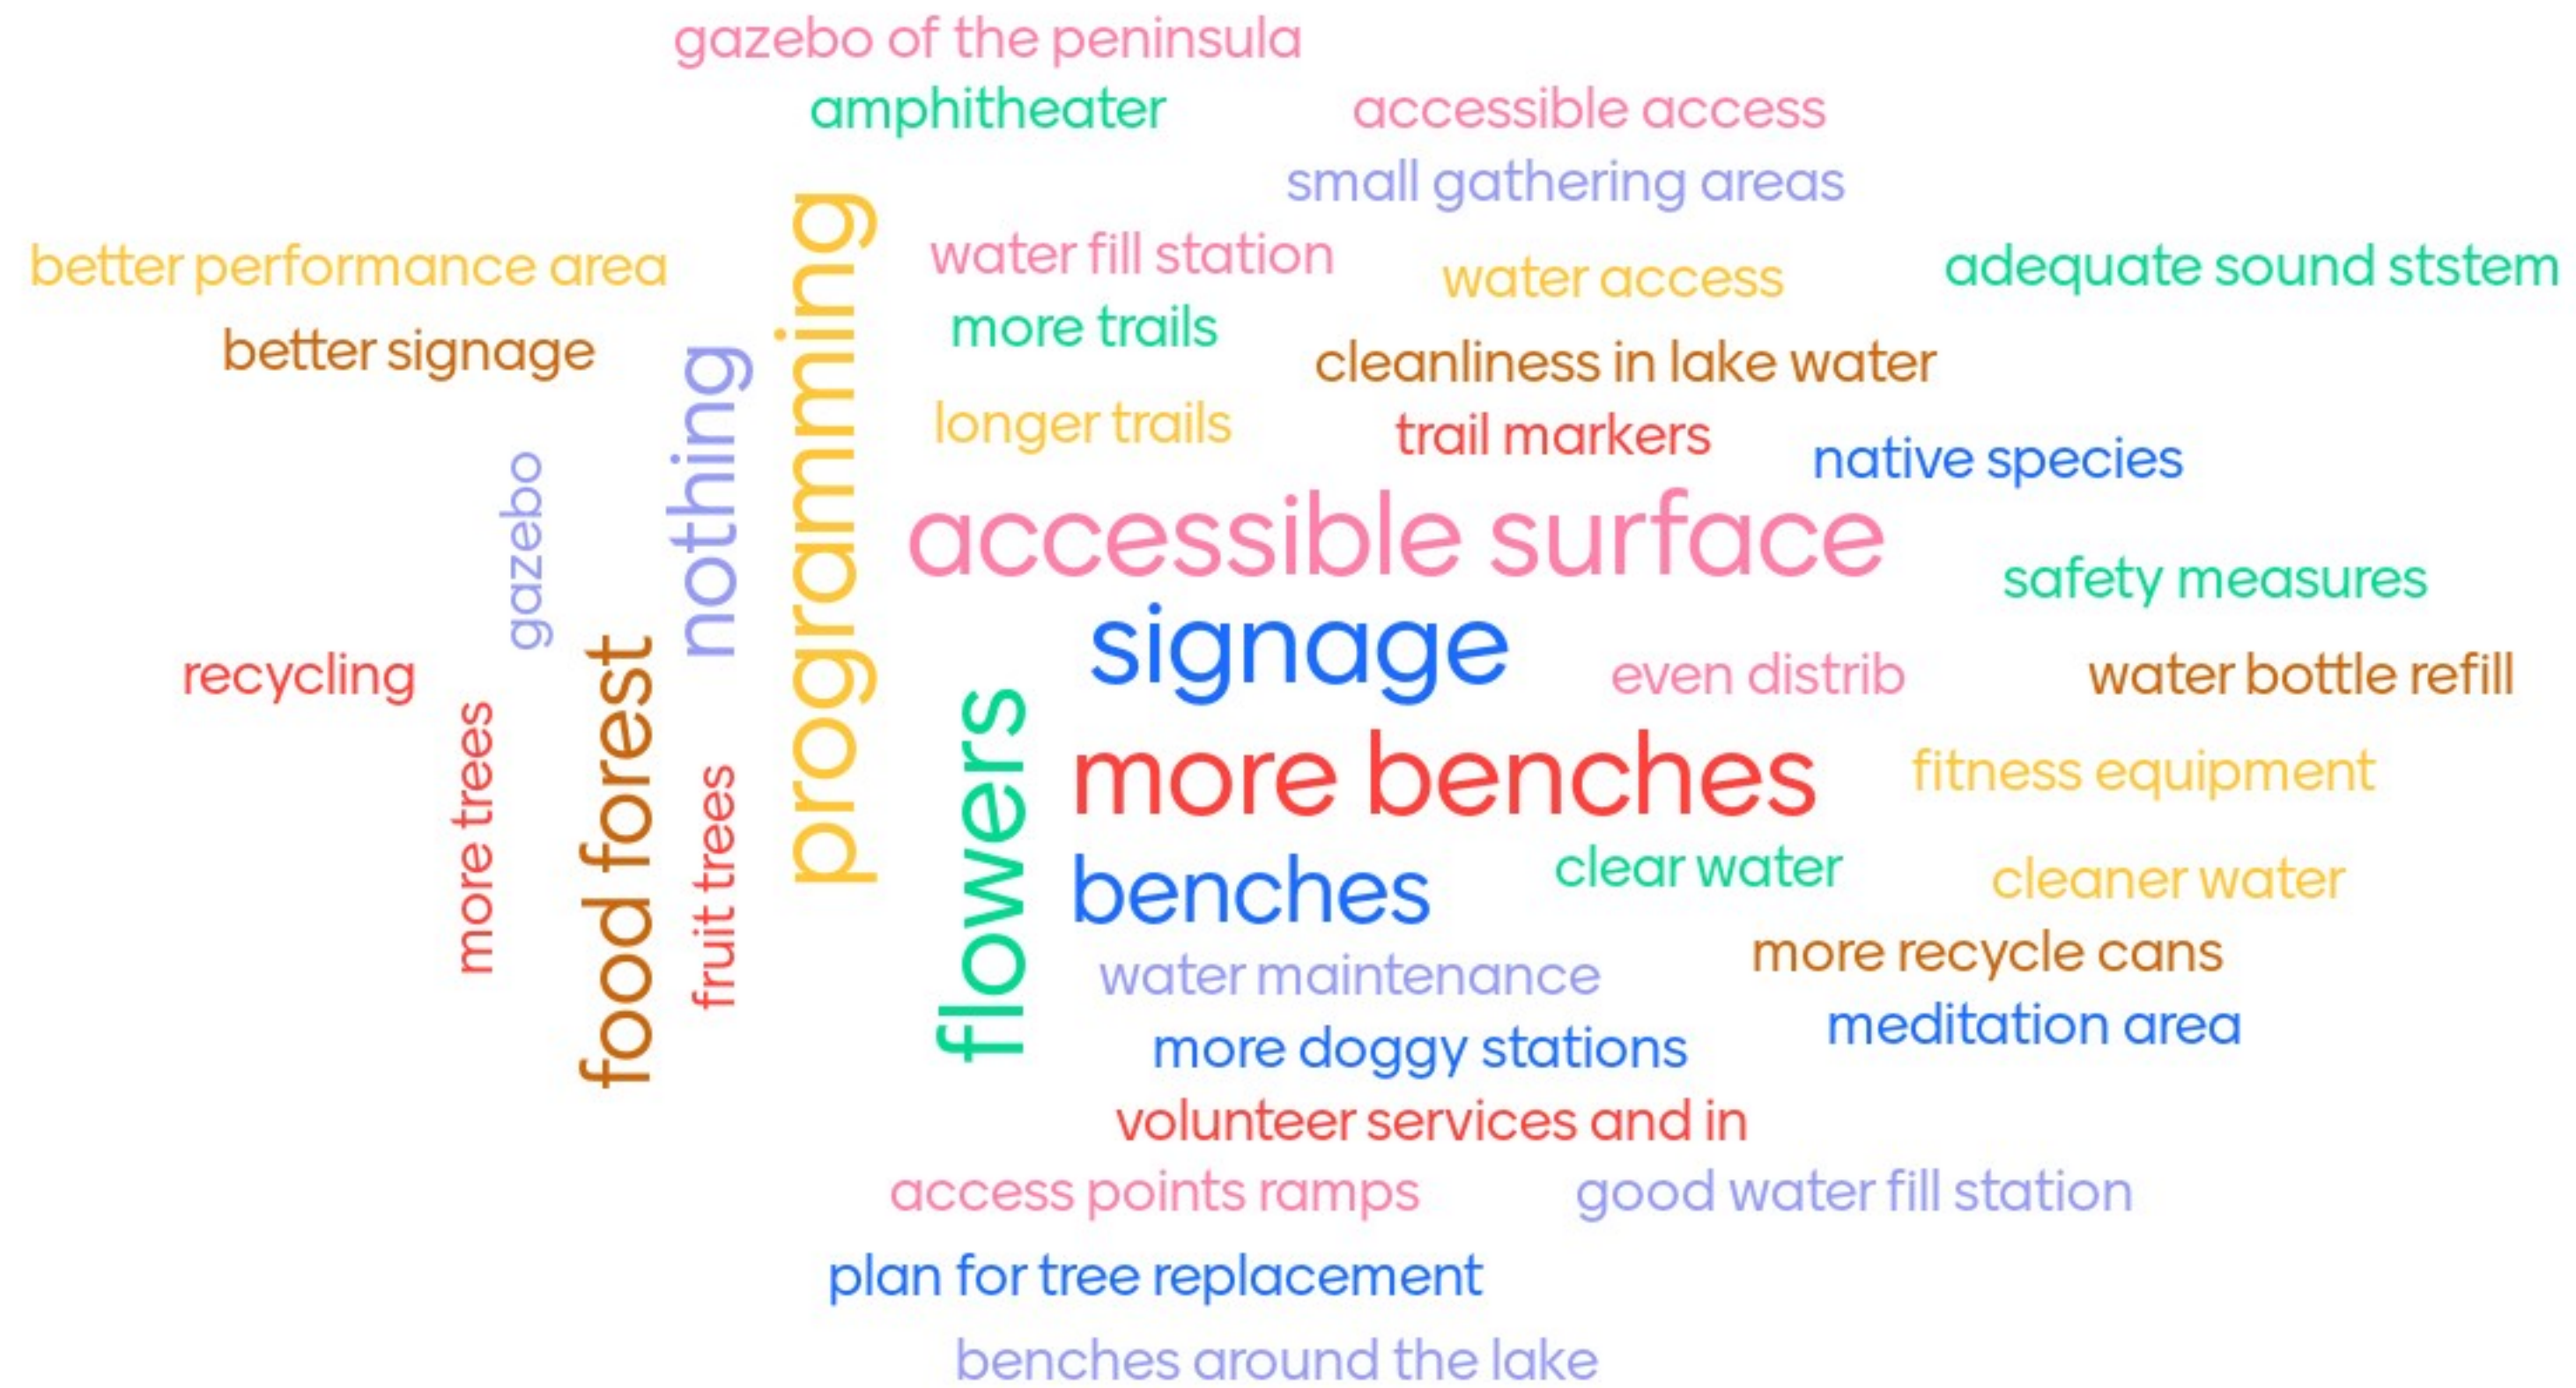 gazebo of the peninsula
amphitheater
accessible access
small gathering areas
better performance area
water fill station
water access
adequate sound ststem
better signage
more trails
cleanliness in lake water
longer trails
trail markers
native species
gazebo
nothing
programming
accessible surface
safety measures
signage
recycling
even distrib
water bottle refill
more trees
food forest
fruit trees
flowers
more benches
fitness equipment
benches
clear water
cleaner water
water maintenance
more recycle cans
more doggy stations
meditation area
volunteer services and in
access points ramps
good water fill station
plan for tree replacement
benches around the lake